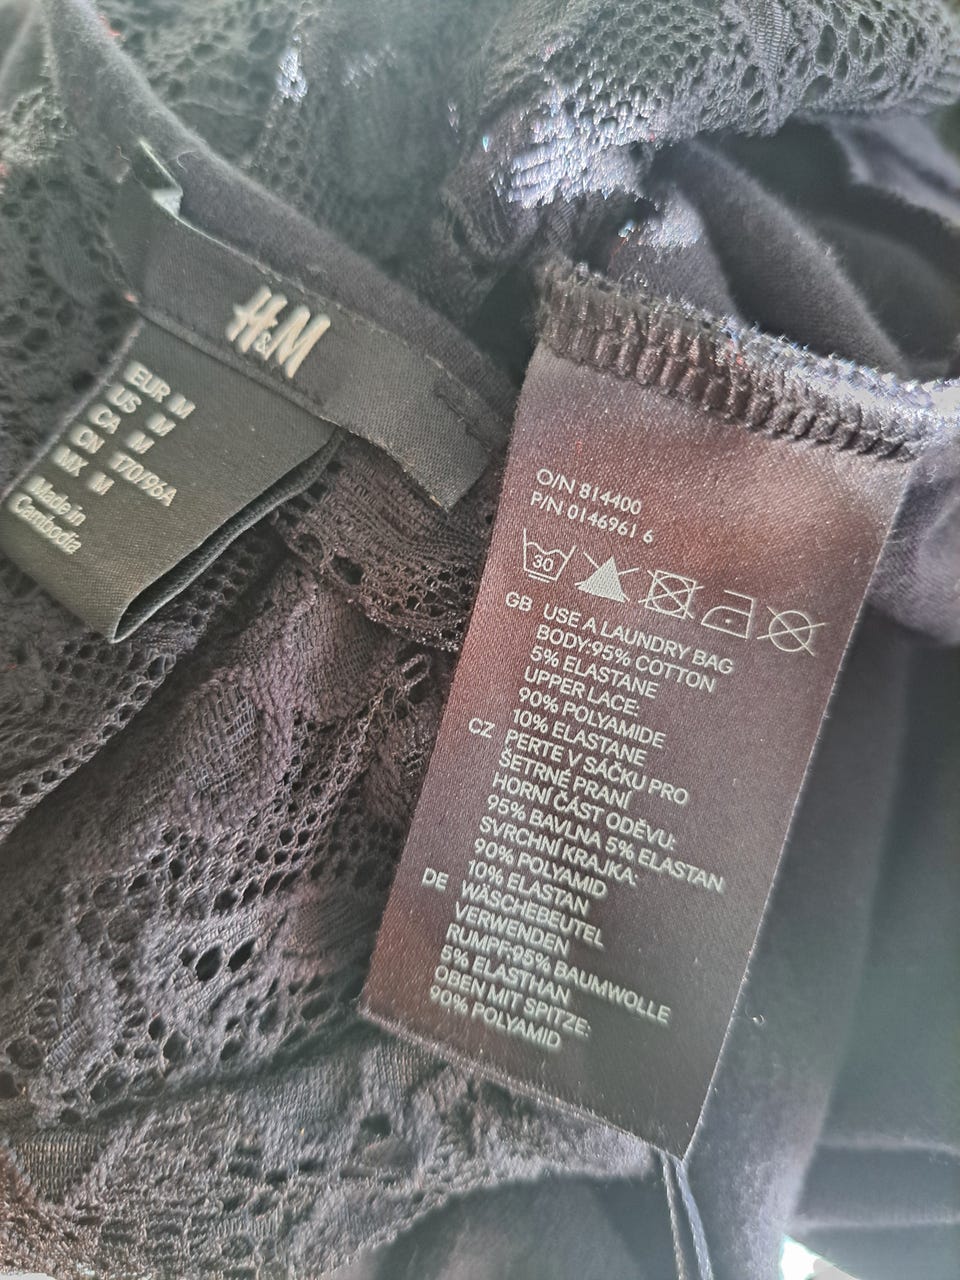 H&M
EUR M
US M
CA M
CN 170/96A
MX M
Made in
Cambodia
O/N 814400
P/N 0146961 6
30
GB USE A LAUNDRY BAG
BODY:95% COTTON
5% ELASTANE
UPPER LACE:
90% POLYAMIDE
10% ELASTANE
CZ PERTE V SÁČKU PRO
ŠETRNÉ PRANÍ
HORNÍ ČÁST ODĚVU:
95% BAVLNA 5% ELASTAN
SVRCHNÍ KRAJKA:
90% POLYAMID
10% ELASTAN
DE WÄSCHEBEUTEL
VERWENDEN
RUMPF:95% BAUMWOLLE
5% ELASTHAN
OBEN MIT SPITZE:
90% POLYAMID